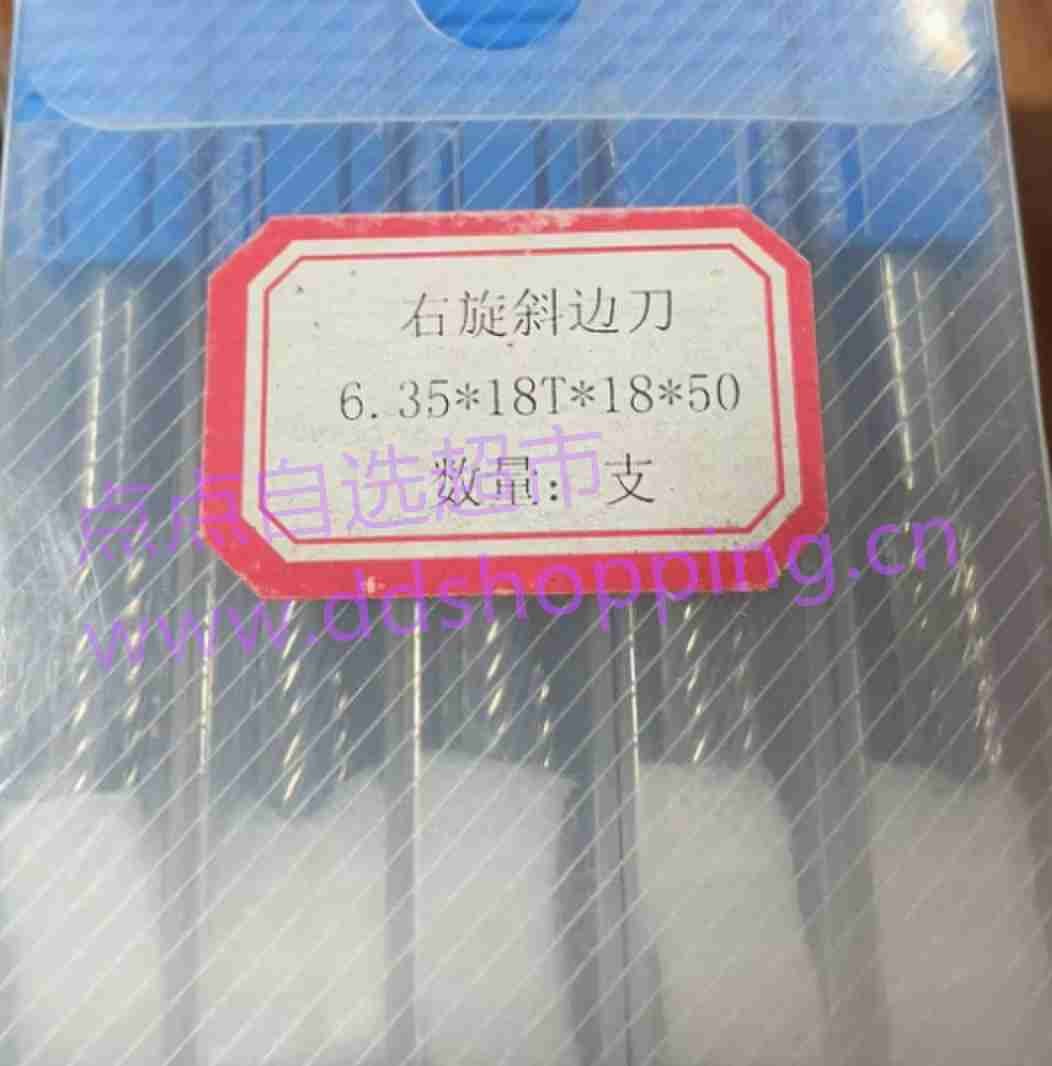 右旋斜边刀
6.35*18T*18*50
数量: 支
点点自选超市
www.ddshopping.cn